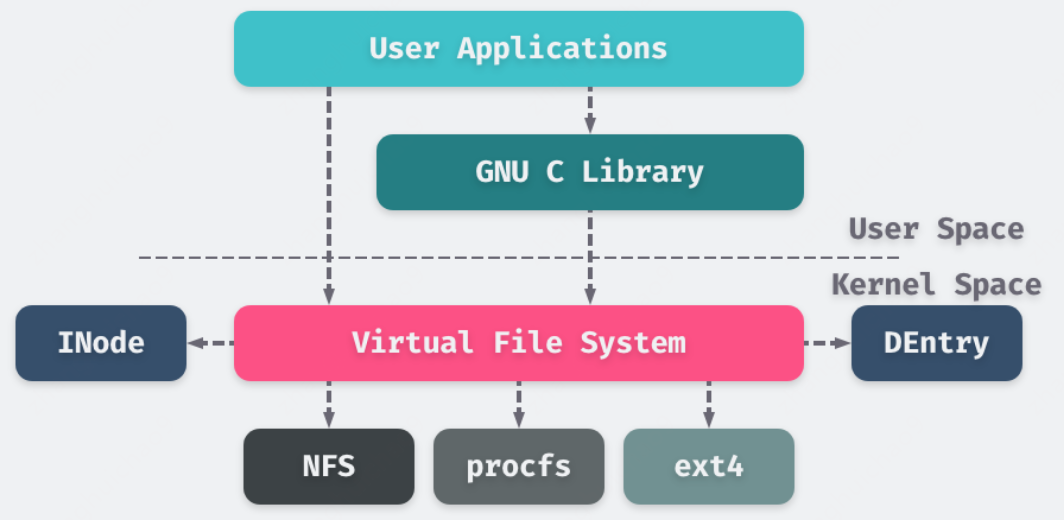 User Applications
GNU C Library
User Space
Kernel Space
INode
Virtual File System
DEntry
NFS
procfs
ext4